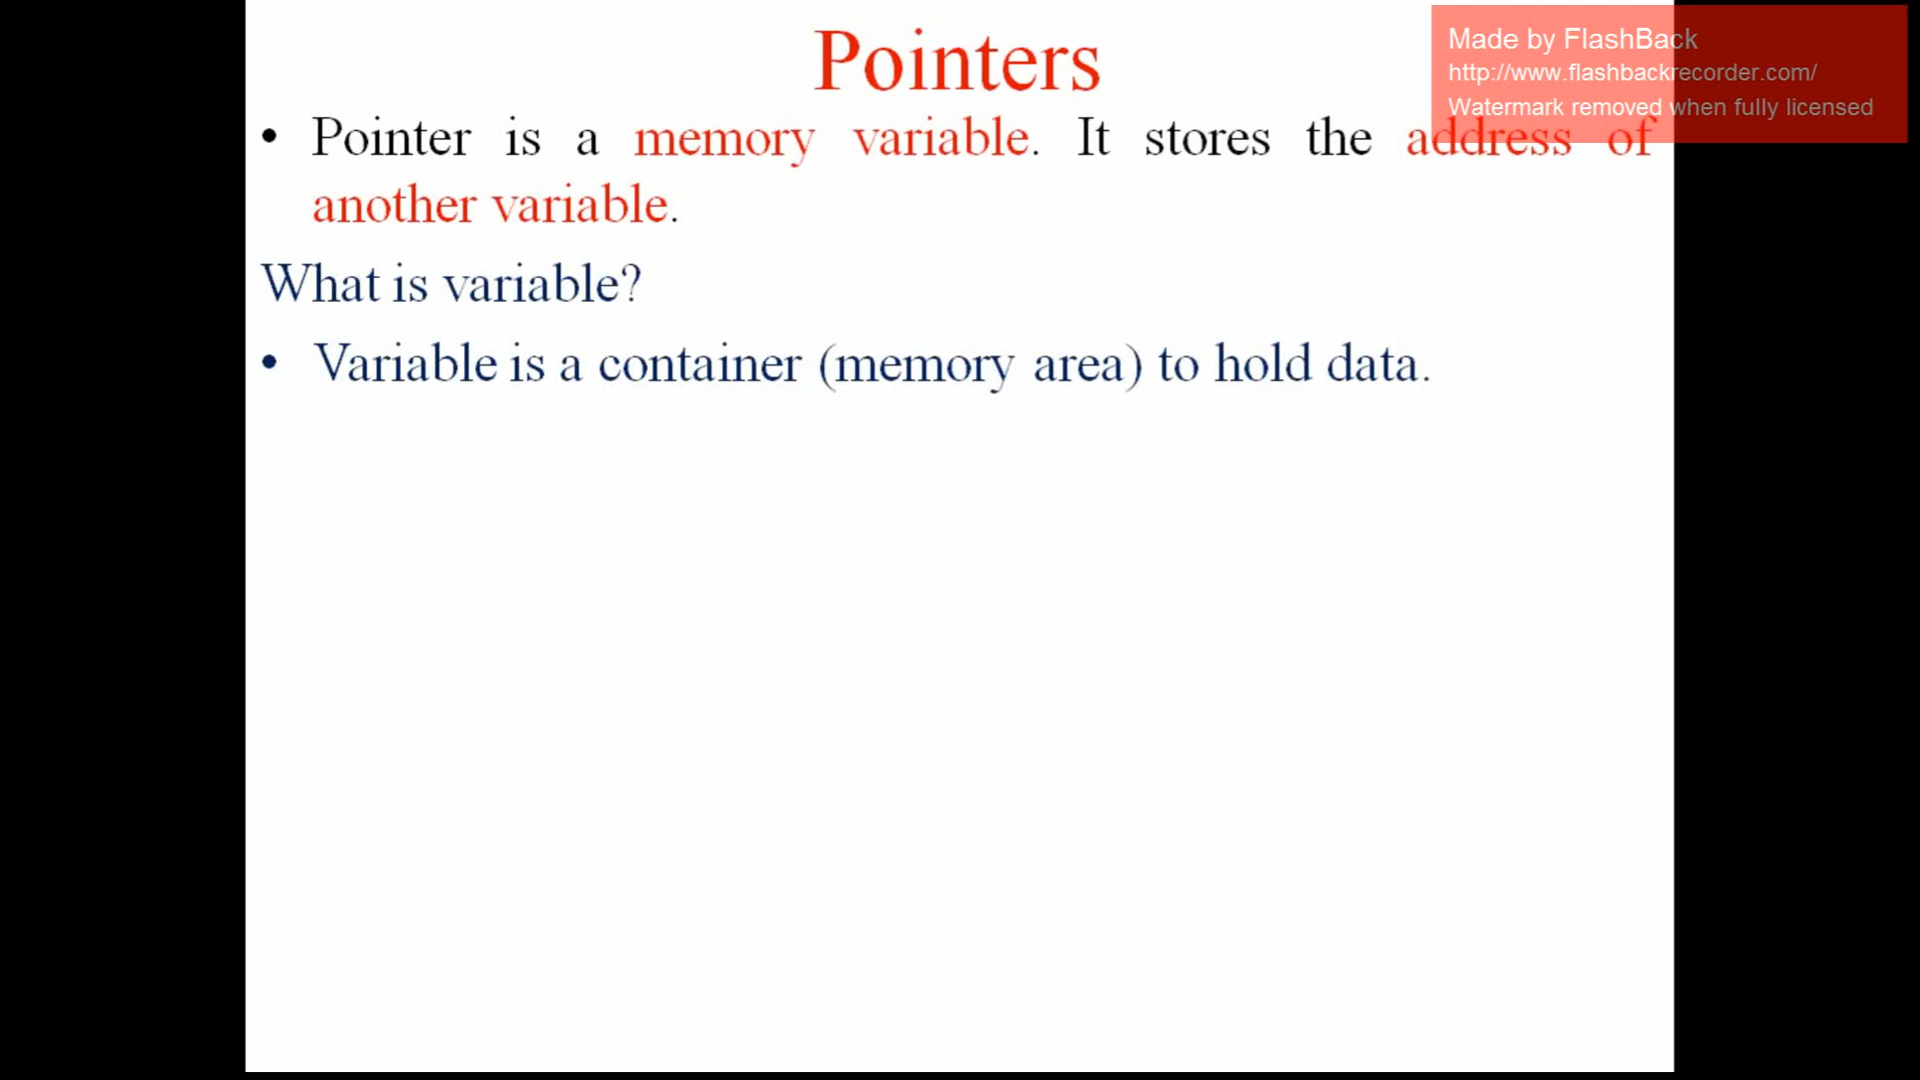 Pointers
Made by FlashBack
http://www.flashbackrecorder.com/
Watermark removed when fully licensed
• Pointer is a memory variable. It stores the address of
another variable.
What is variable?
• Variable is a container (memory area) to hold data.